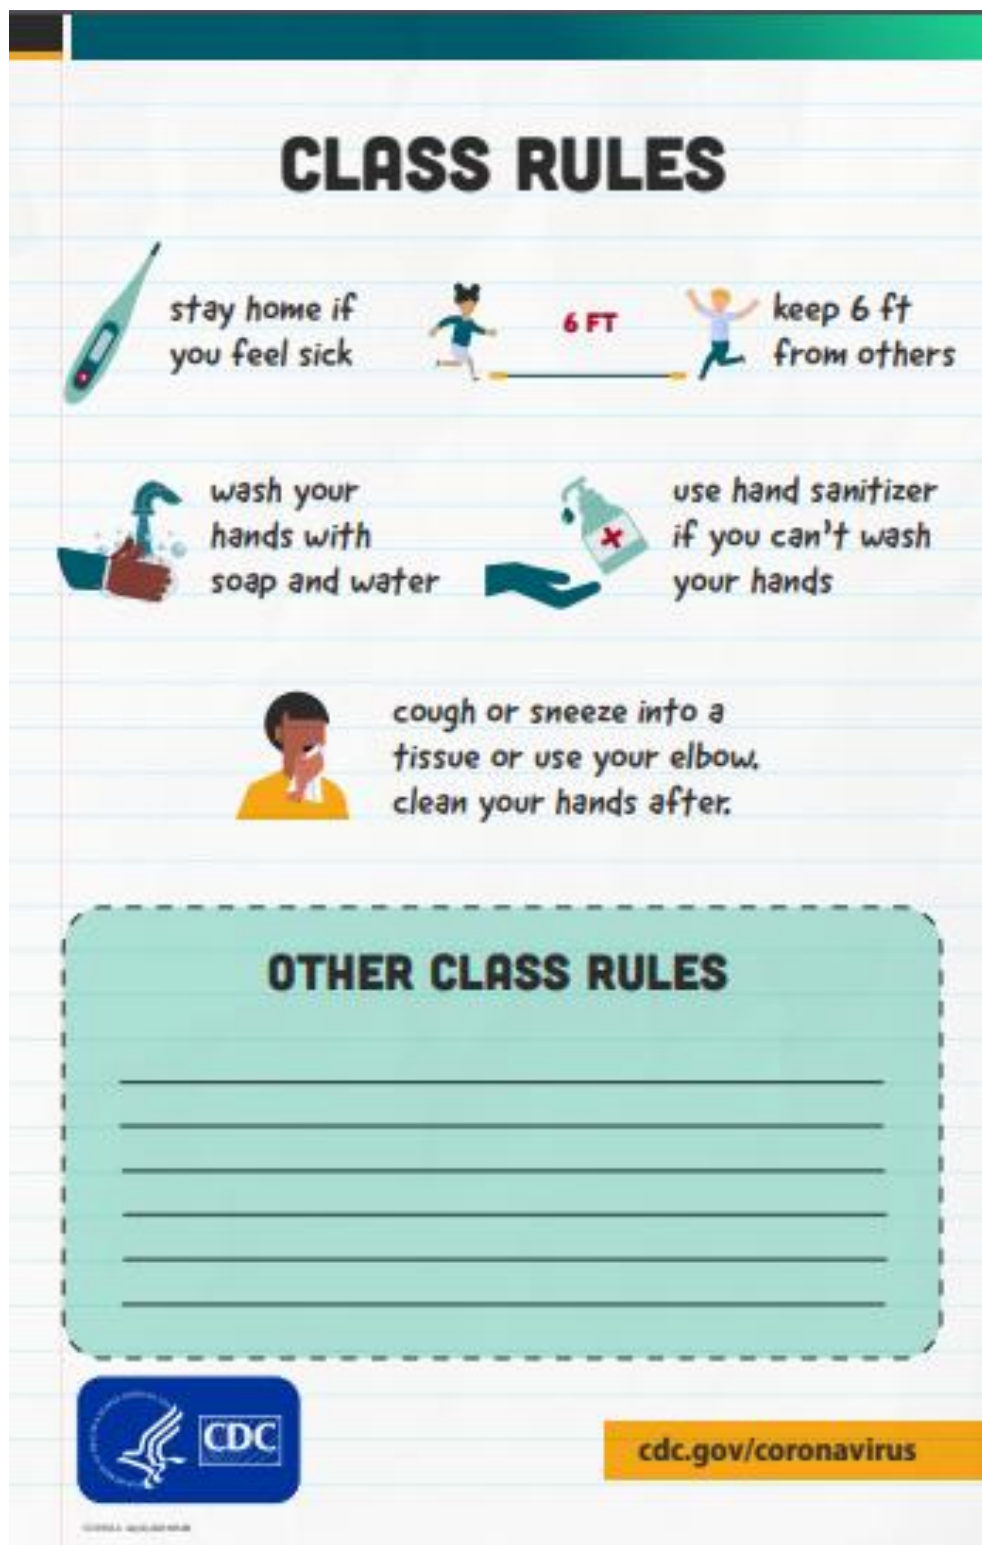 CLASS RULES
stay home if
you feel sick
6 FT
keep 6 ft
from others
wash your
hands with
soap and water
use hand sanitizer
if you can't wash
your hands
cough or sneeze into a
tissue or use your elbow.
clean your hands after.
OTHER CLASS RULES
CDC
cdc.gov/coronavirus